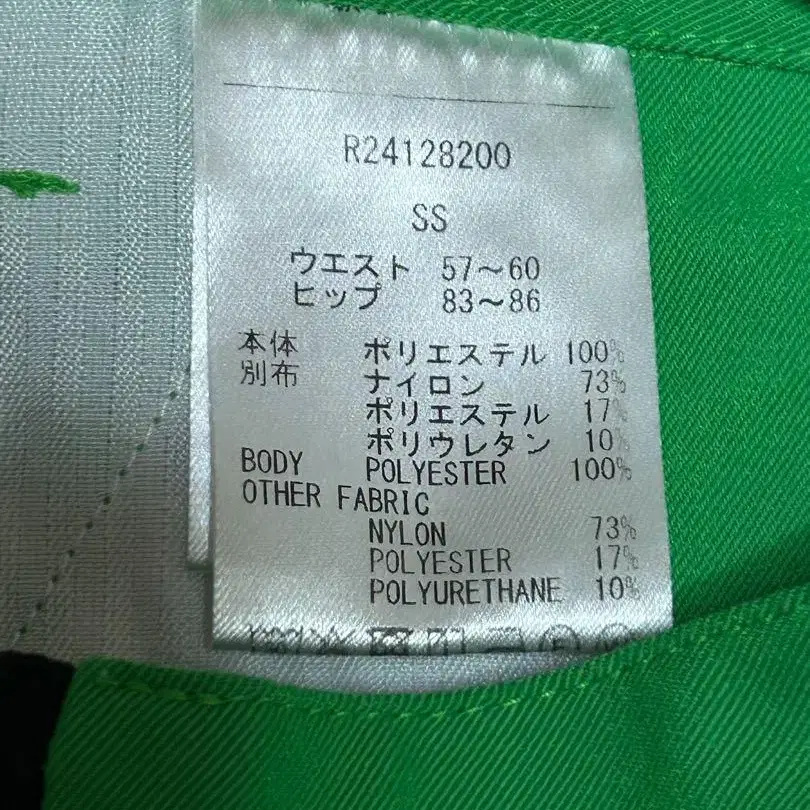 R24128200
SS
ウエスト 57～60
ヒップ 83～86
本体 ポリエステル 100%
別布 ナイロン 73%
ポリエステル 17%
ポリウレタン 10%
BODY POLYESTER 100%
OTHER FABRIC
NYLON 73%
POLYESTER 17%
POLYURETHANE 10%